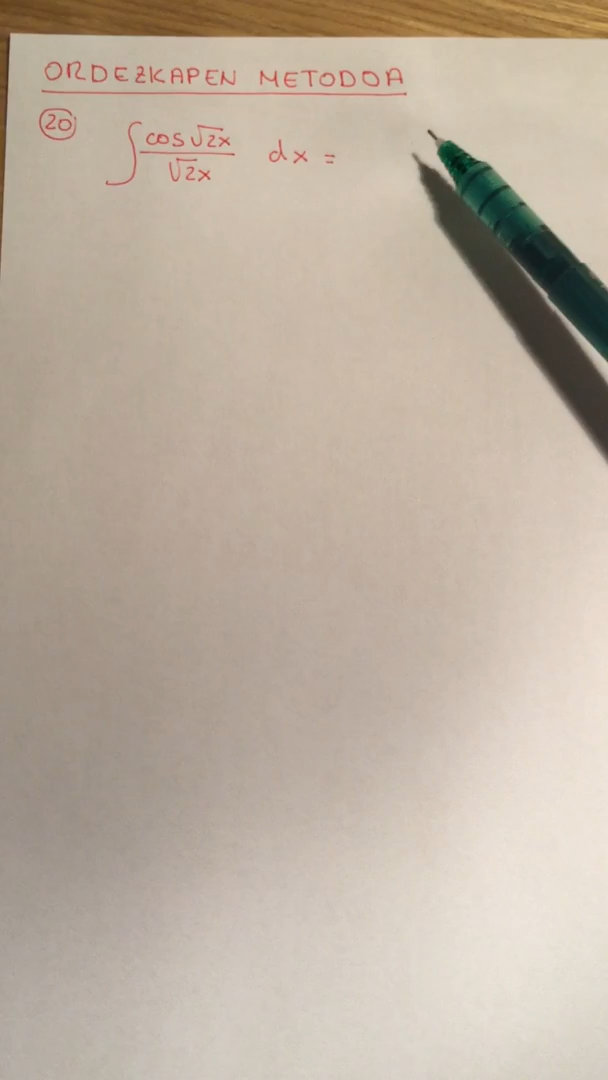 ORDEZKAPEN METODOA
20 ∫ cos√2x / √2x dx =